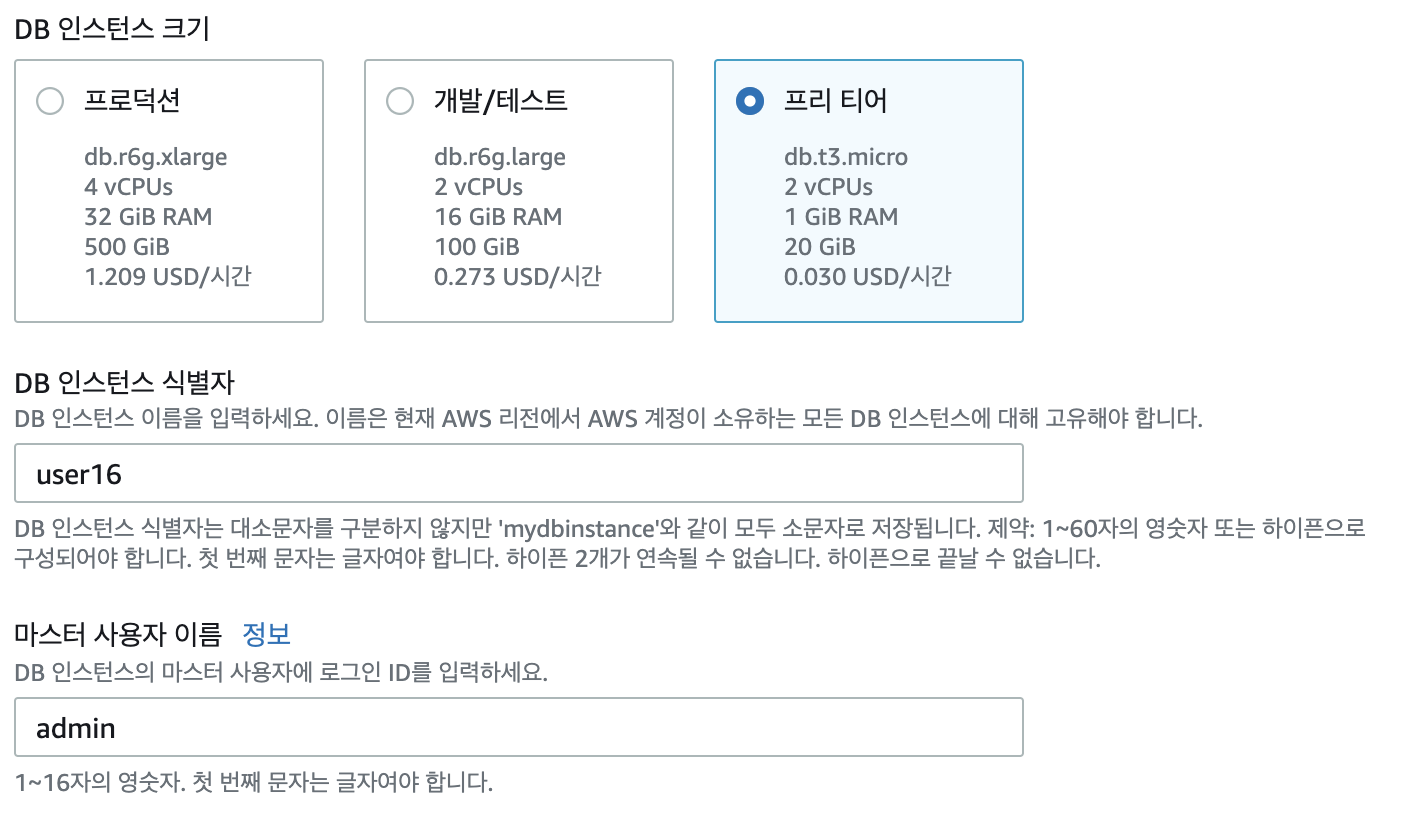 DB 인스턴스 크기
프로덕션
db.r6g.xlarge
4 vCPUs
32 GiB RAM
500 GiB
1.209 USD/시간
개발/테스트
db.r6g.large
2 vCPUs
16 GiB RAM
100 GiB
0.273 USD/시간
프리 티어
db.t3.micro
2 vCPUs
1 GiB RAM
20 GiB
0.030 USD/시간
DB 인스턴스 식별자
DB 인스턴스 이름을 입력하세요. 이름은 현재 AWS 리전에서 AWS 계정이 소유하는 모든 DB 인스턴스에 대해 고유해야 합니다.
user16
DB 인스턴스 식별자는 대소문자를 구분하지 않지만 'mydbinstance'와 같이 모두 소문자로 저장됩니다. 제약: 1~60자의 영숫자 또는 하이픈으로
구성되어야 합니다. 첫 번째 문자는 글자여야 합니다. 하이픈 2개가 연속될 수 없습니다. 하이픈으로 끝날 수 없습니다.
마스터 사용자 이름 정보
DB 인스턴스의 마스터 사용자에 로그인 ID를 입력하세요.
admin
1~16자의 영숫자. 첫 번째 문자는 글자여야 합니다.